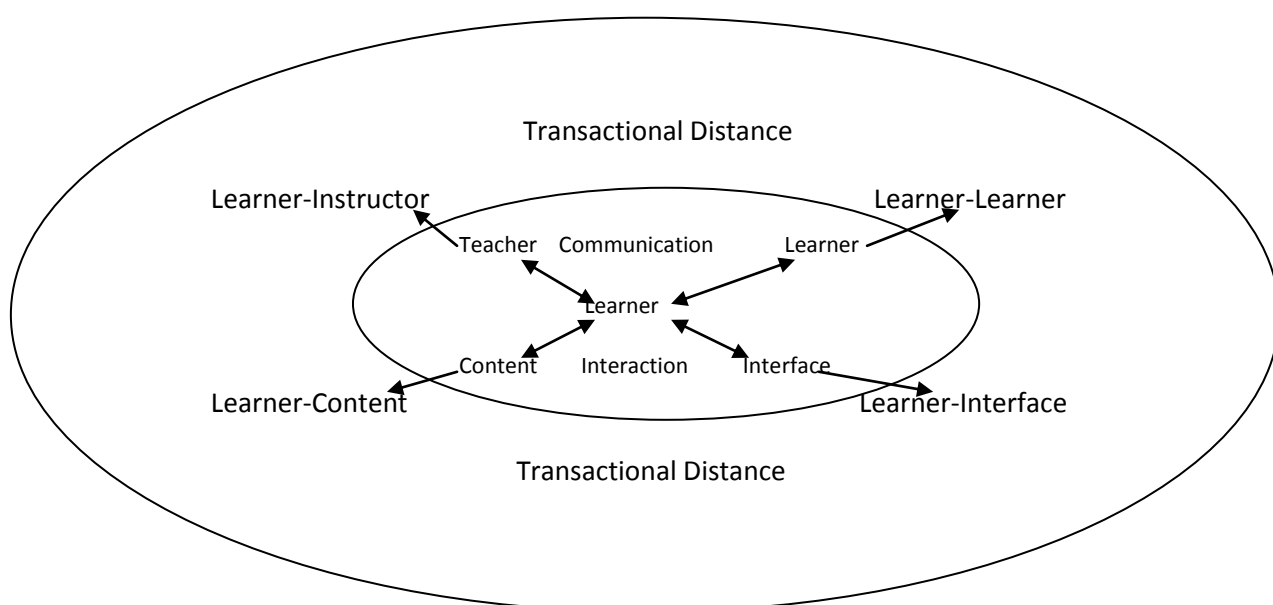 Transactional Distance
Learner-Instructor
Learner-Learner
Teacher
Communication
Learner
Learner
Content
Interaction
Interface
Learner-Content
Learner-Interface
Transactional Distance